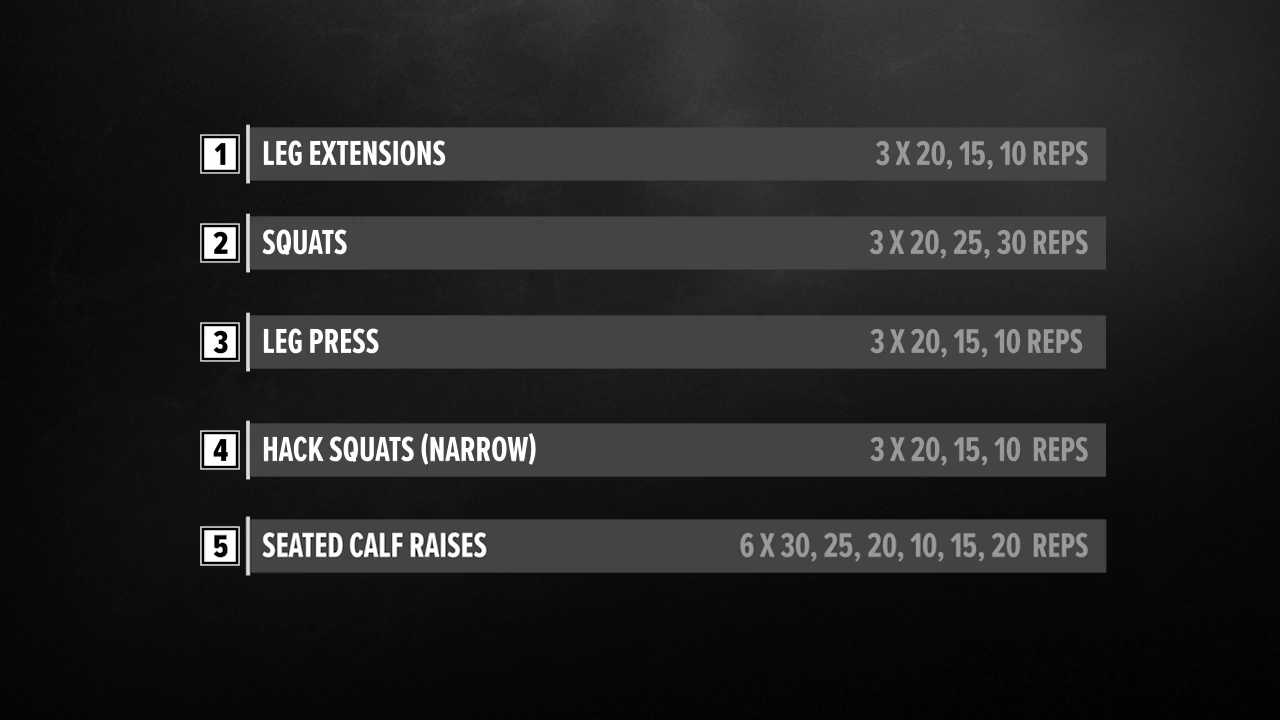 1 LEG EXTENSIONS 3 X 20, 15, 10 REPS
2 SQUATS 3 X 20, 25, 30 REPS
3 LEG PRESS 3 X 20, 15, 10 REPS
4 HACK SQUATS (NARROW) 3 X 20, 15, 10 REPS
5 SEATED CALF RAISES 6 X 30, 25, 20, 10, 15, 20 REPS